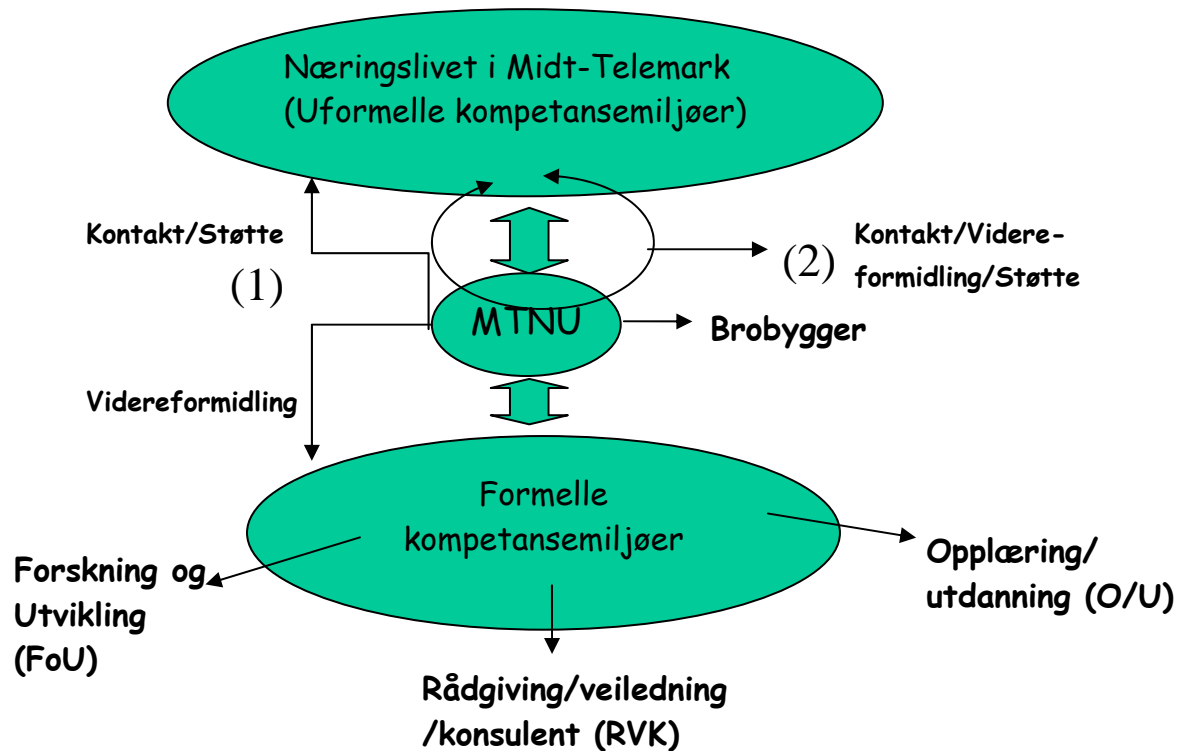 Næringslivet i Midt-Telemark
(Uformelle kompetansemiljøer)
Kontakt/Støtte
(1)
(2)
Kontakt/Videre-
formidling/Støtte
MTNU
Brobygger
Videreformidling
Formelle
kompetansemiljøer
Forskning og
Utvikling
(FoU)
Opplæring/
utdanning (O/U)
Rådgiving/veiledning
/konsulent (RVK)